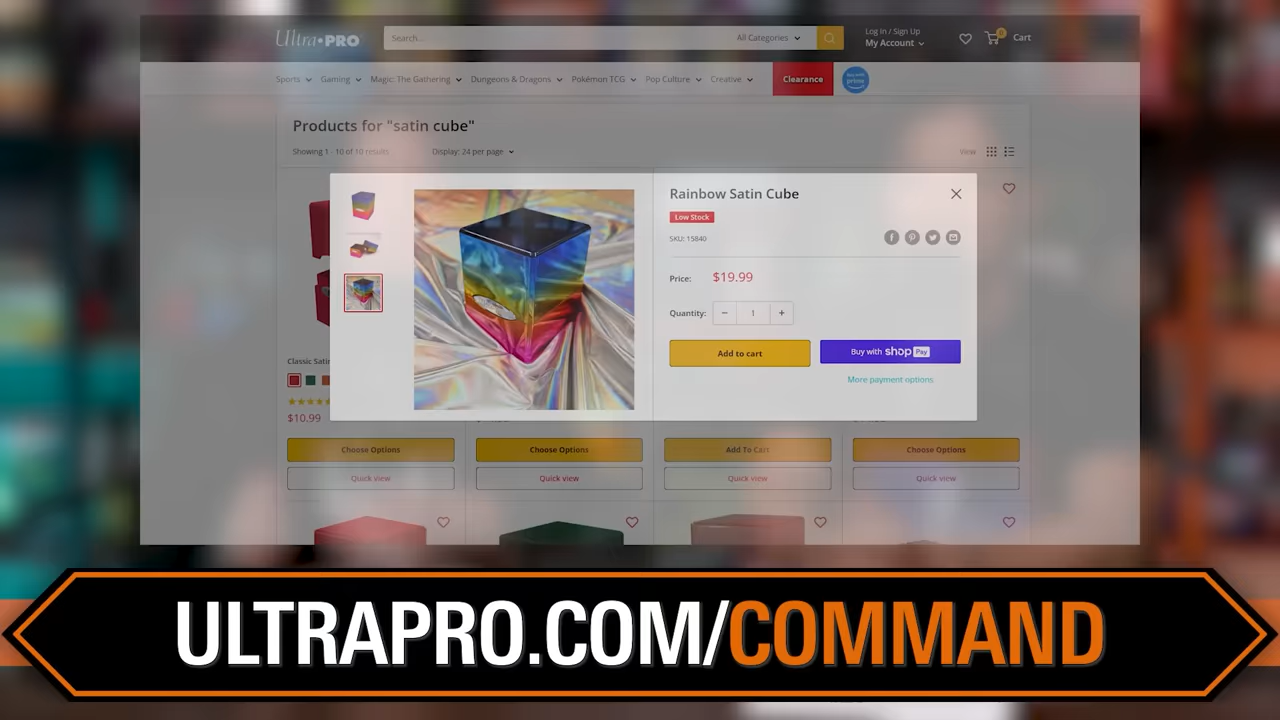 Ultra•PRO
Search...
All Categories
Log In / Sign Up
My Account
0
Cart
Sports
Gaming
Magic: The Gathering
Dungeons & Dragons
Pokémon TCG
Pop Culture
Creative
Clearance
buy with
prime
Products for "satin cube"
Showing 1 - 10 of 10 results
Display: 24 per page
View
Rainbow Satin Cube
Low Stock
SKU: 15840
Price: $19.99
Quantity: − 1 +
Add to cart
Buy with shop Pay
More payment options
Classic Satin
$10.99
Choose Options
Choose Options
Add To Cart
Choose Options
Quick view
Quick view
Quick view
Quick view
ULTRAPRO.COM/COMMAND